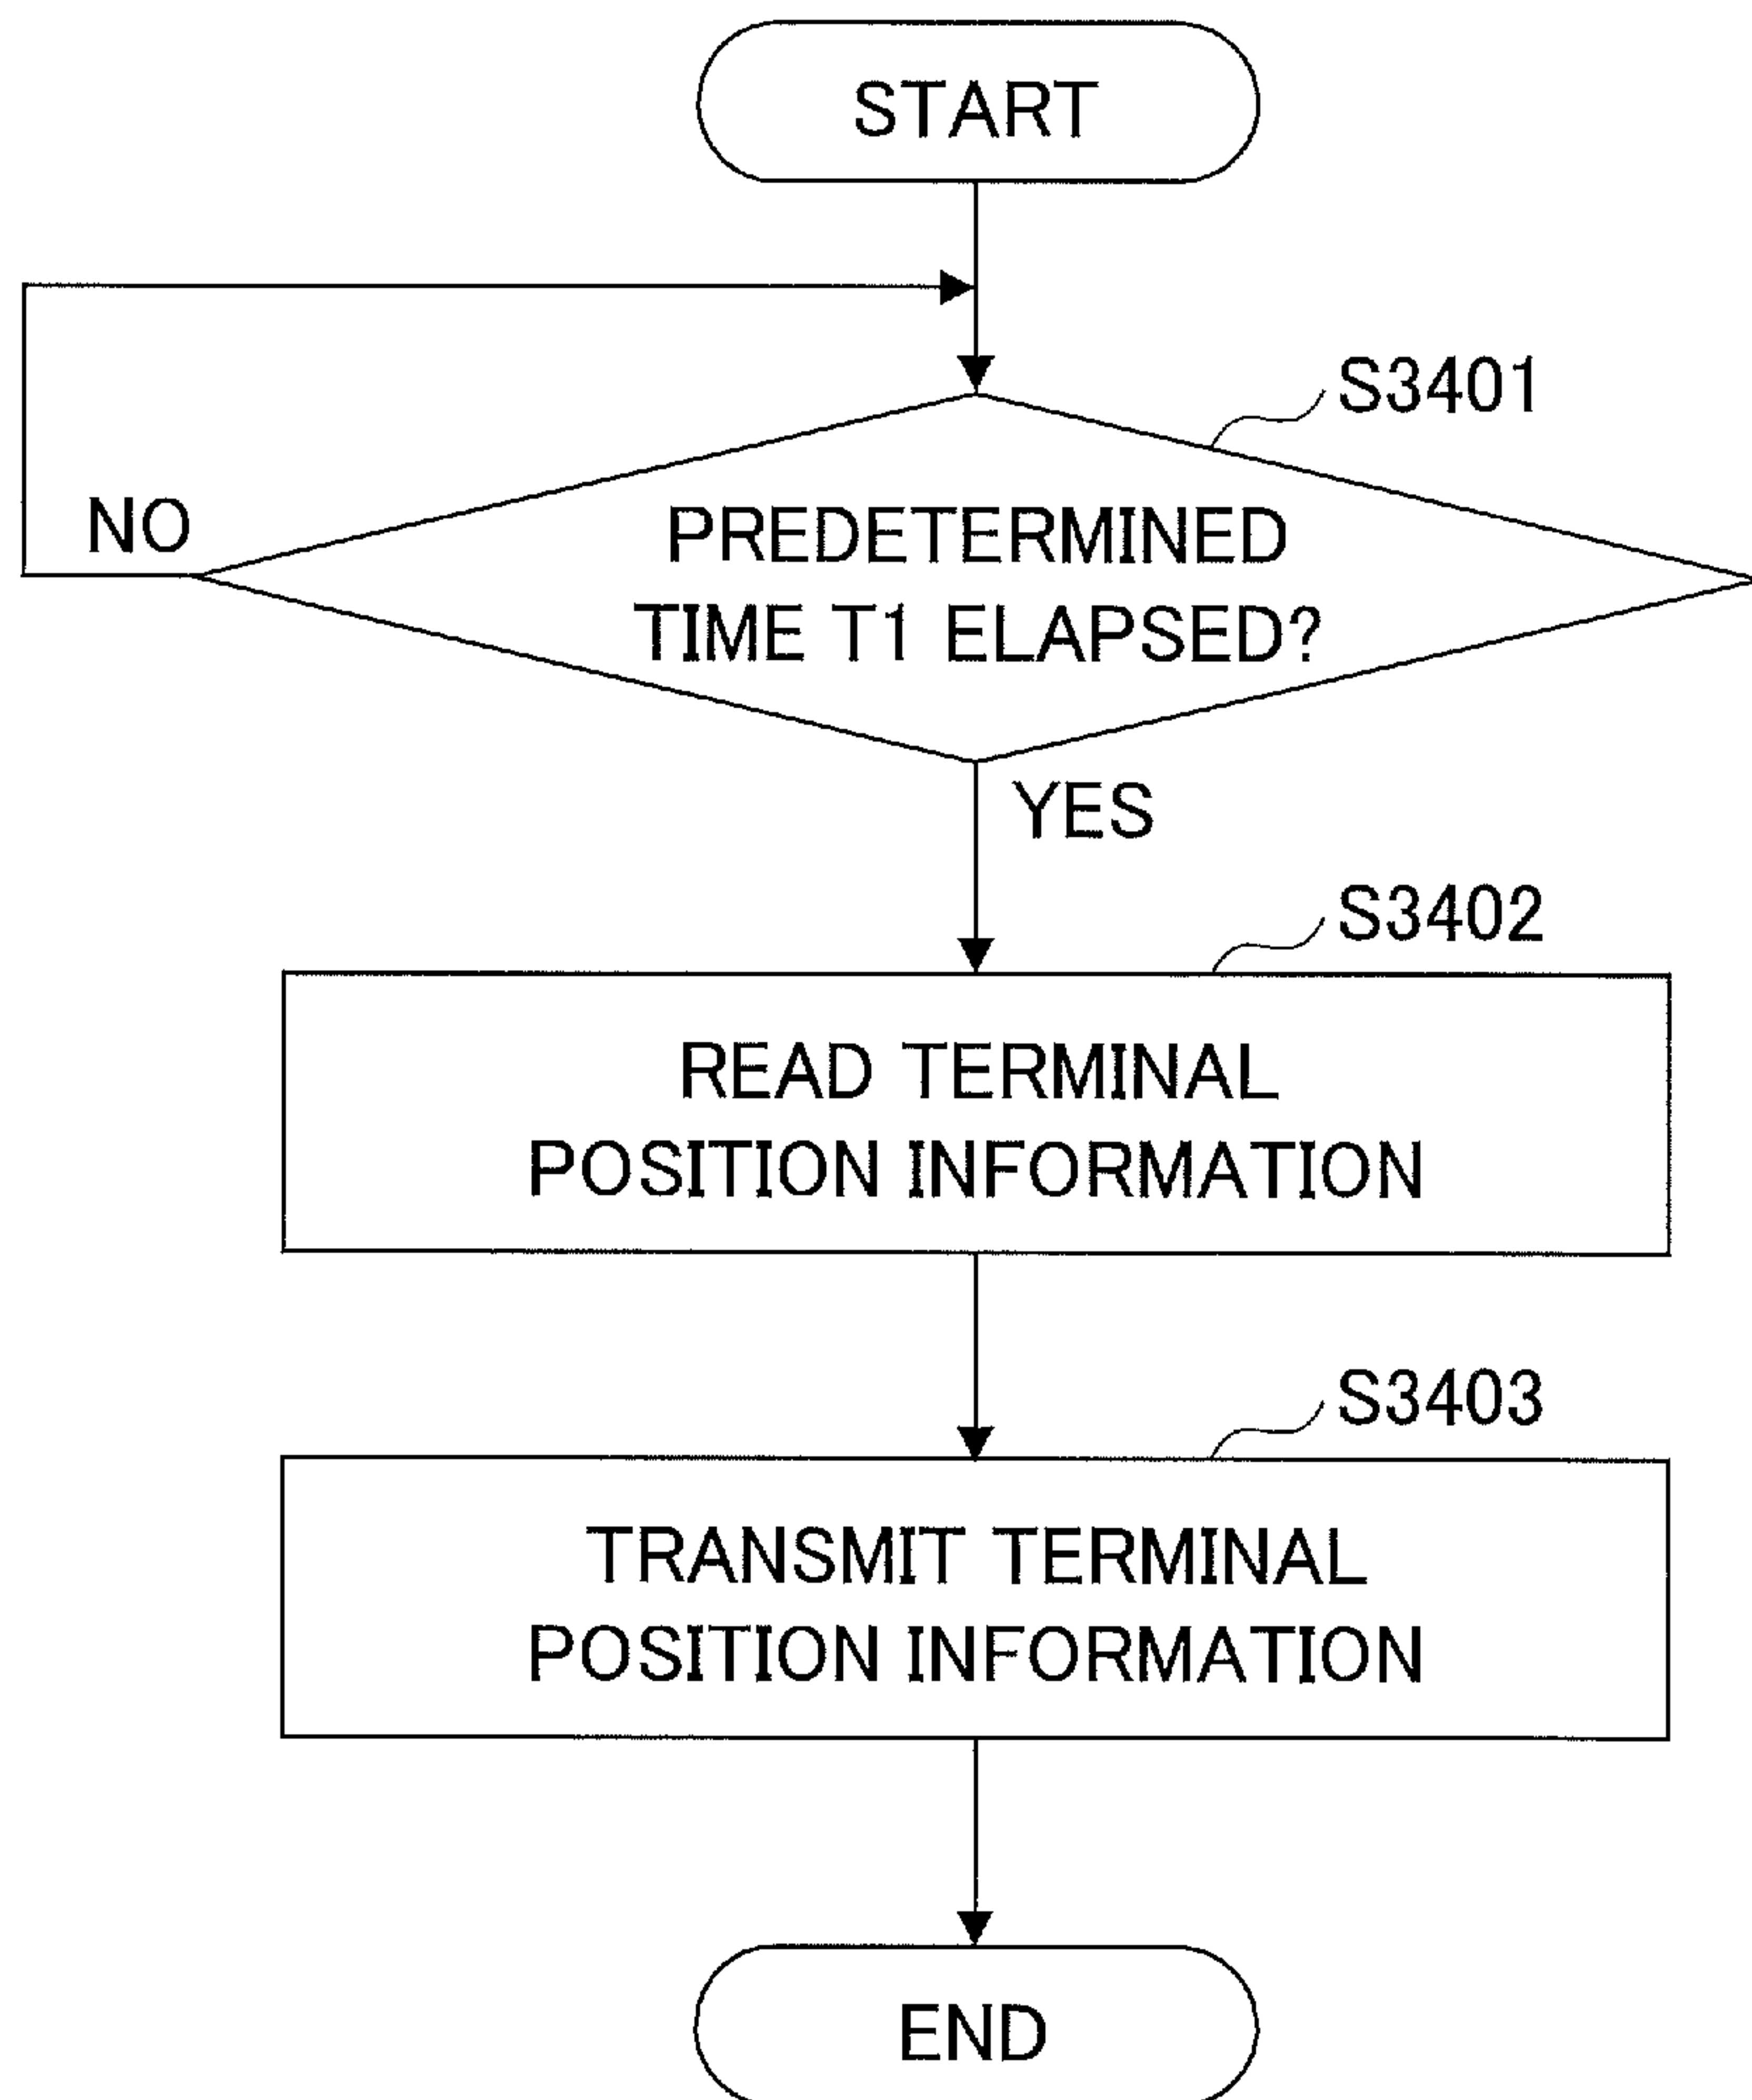 START
S3401
NO
PREDETERMINED
TIME T1 ELAPSED?
YES
S3402
READ TERMINAL
POSITION INFORMATION
S3403
TRANSMIT TERMINAL
POSITION INFORMATION
END